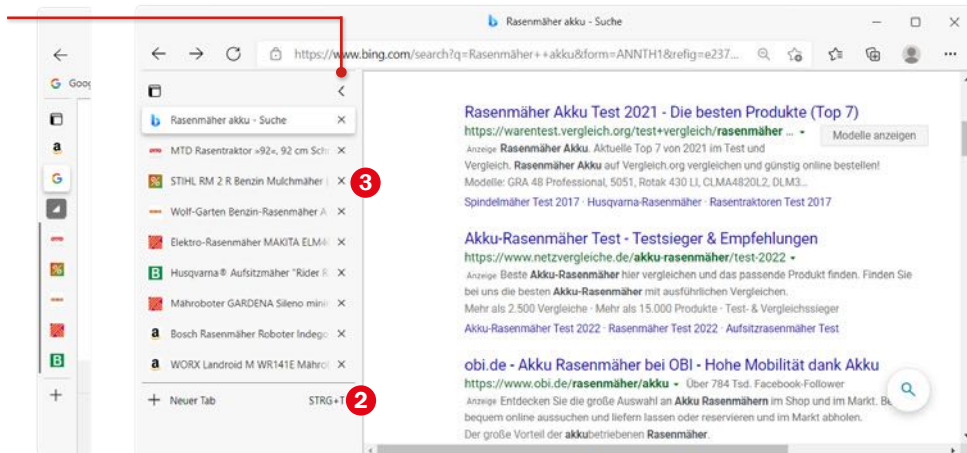 Rasenmäher akku - Suche
https://www.bing.com/search?q=Rasenmäher++akku&form=ANNTH1&refig=e237...
Goog
Rasenmäher akku - Suche
MTD Rasentraktor »92«, 92 cm Schn
STIHL RM 2 R Benzin Mulchmäher
3
Wolf-Garten Benzin-Rasenmäher A
Elektro-Rasenmäher MAKITA ELM4
Husqvarna® Aufsitzmäher "Rider R
Mähroboter GARDENA Sileno mini
Bosch Rasenmäher Roboter Indego
WORX Landroid M WR141E Mährob
Neuer Tab STRG+T
2
Rasenmäher Akku Test 2021 - Die besten Produkte (Top 7)
https://warentest.vergleich.org/test+vergleich/rasenmäher ...
Modelle anzeigen
Anzeige Rasenmäher Akku. Aktuelle Top 7 von 2021 im Test und
Vergleich. Rasenmäher Akku auf Vergleich.org vergleichen und günstig online bestellen!
Modelle: GRA 48 Professional, 5051, Rotak 430 LI, CLMA4820L2, DLM3...
Spindelmäher Test 2017 · Husqvarna-Rasenmäher · Rasentraktoren Test 2017
Akku-Rasenmäher Test - Testsieger & Empfehlungen
https://www.netzvergleiche.de/akku-rasenmäher/test-2022
Anzeige Beste Akku-Rasenmäher hier vergleichen und das passende Produkt finden. Finden Sie
bei uns die besten Akku-Rasenmäher mit ausführlichen Vergleichen.
Mehr als 2.500 Vergleiche · Mehr als 15.000 Produkte · Test- & Vergleichssieger
Akku-Rasenmäher Test 2022 · Rasenmäher Test 2022 · Aufsitzrasenmäher Test
obi.de - Akku Rasenmäher bei OBI - Hohe Mobilität dank Akku
https://www.obi.de/rasenmäher/akku Über 784 Tsd. Facebook-Follower
Anzeige Entdecken Sie die große Auswahl an Akku Rasenmähern im Shop und im Markt. Be
bequem online aussuchen und liefern lassen oder reservieren und im Markt abholen.
Der große Vorteil der akkubetriebenen Rasenmäher.